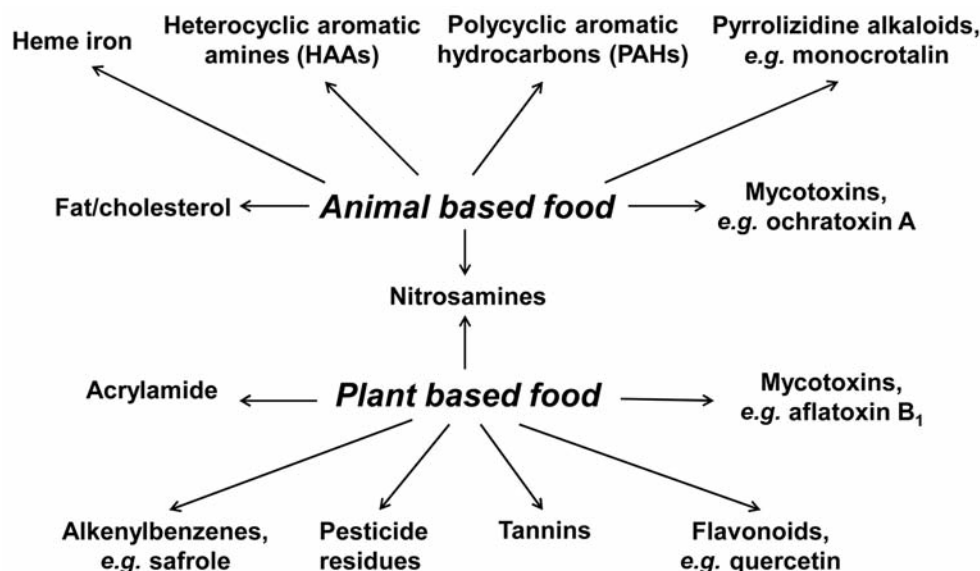 Heme iron
Heterocyclic aromatic
amines (HAAs)
Polycyclic aromatic
hydrocarbons (PAHs)
Pyrrolizidine alkaloids,
e.g. monocrotalin
Fat/cholesterol
Animal based food
Mycotoxins,
e.g. ochratoxin A
Nitrosamines
Acrylamide
Plant based food
Mycotoxins,
e.g. aflatoxin B₁
Alkenylbenzenes,
e.g. safrole
Pesticide
residues
Tannins
Flavonoids,
e.g. quercetin